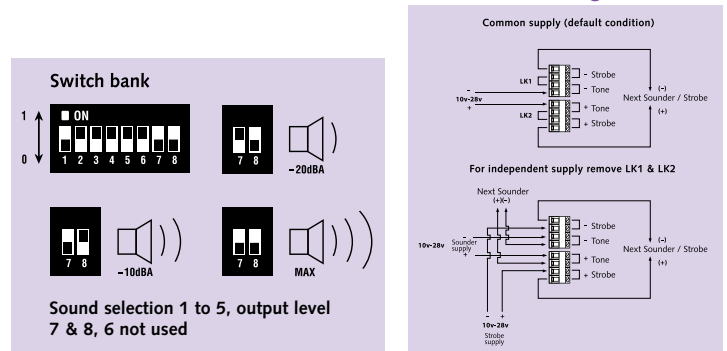 Switch bank
1
0
ON
1 2 3 4 5 6 7 8
7 8
-20dBA
7 8
-10dBA
7 8
MAX
Sound selection 1 to 5, output level
7 & 8, 6 not used
Common supply (default condition)
LK1
- Strobe
- Tone
-
10v-28v
+
LK2
+ Tone
+ Strobe
(-)
Next Sounder / Strobe
(+)
For independent supply remove LK1 & LK2
Next Sounder
(+)(-)
10v-28v
-
Sounder
supply
+
- Strobe
- Tone
+ Tone
+ Strobe
(-)
Next Sounder / Strobe
(+)
- +
10v-28v
Strobe
supply